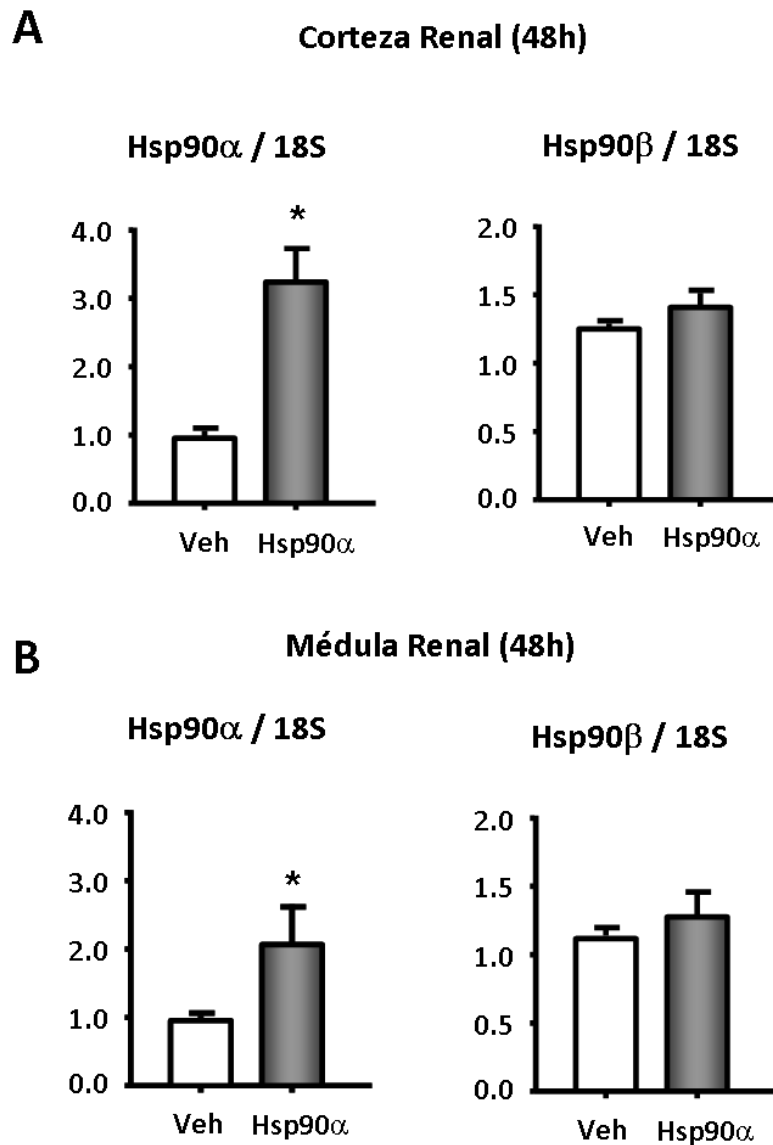 A
Corteza Renal (48h)
Hsp90α / 18S
Hsp90β / 18S
*
4.0
3.0
2.0
1.0
0.0
Veh Hsp90α
2.0
1.5
1.0
0.5
0.0
Veh Hsp90α
B
Médula Renal (48h)
Hsp90α / 18S
Hsp90β / 18S
*
4.0
3.0
2.0
1.0
0.0
Veh Hsp90α
2.0
1.5
1.0
0.5
0.0
Veh Hsp90α